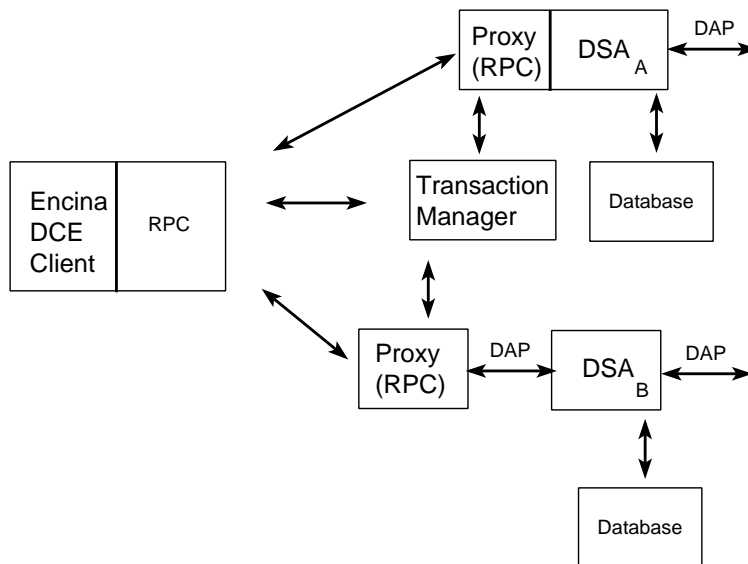 Proxy
(RPC)
DSA A
DAP
Encina
DCE
Client
RPC
Transaction
Manager
Database
Proxy
(RPC)
DAP
DSA B
DAP
Database